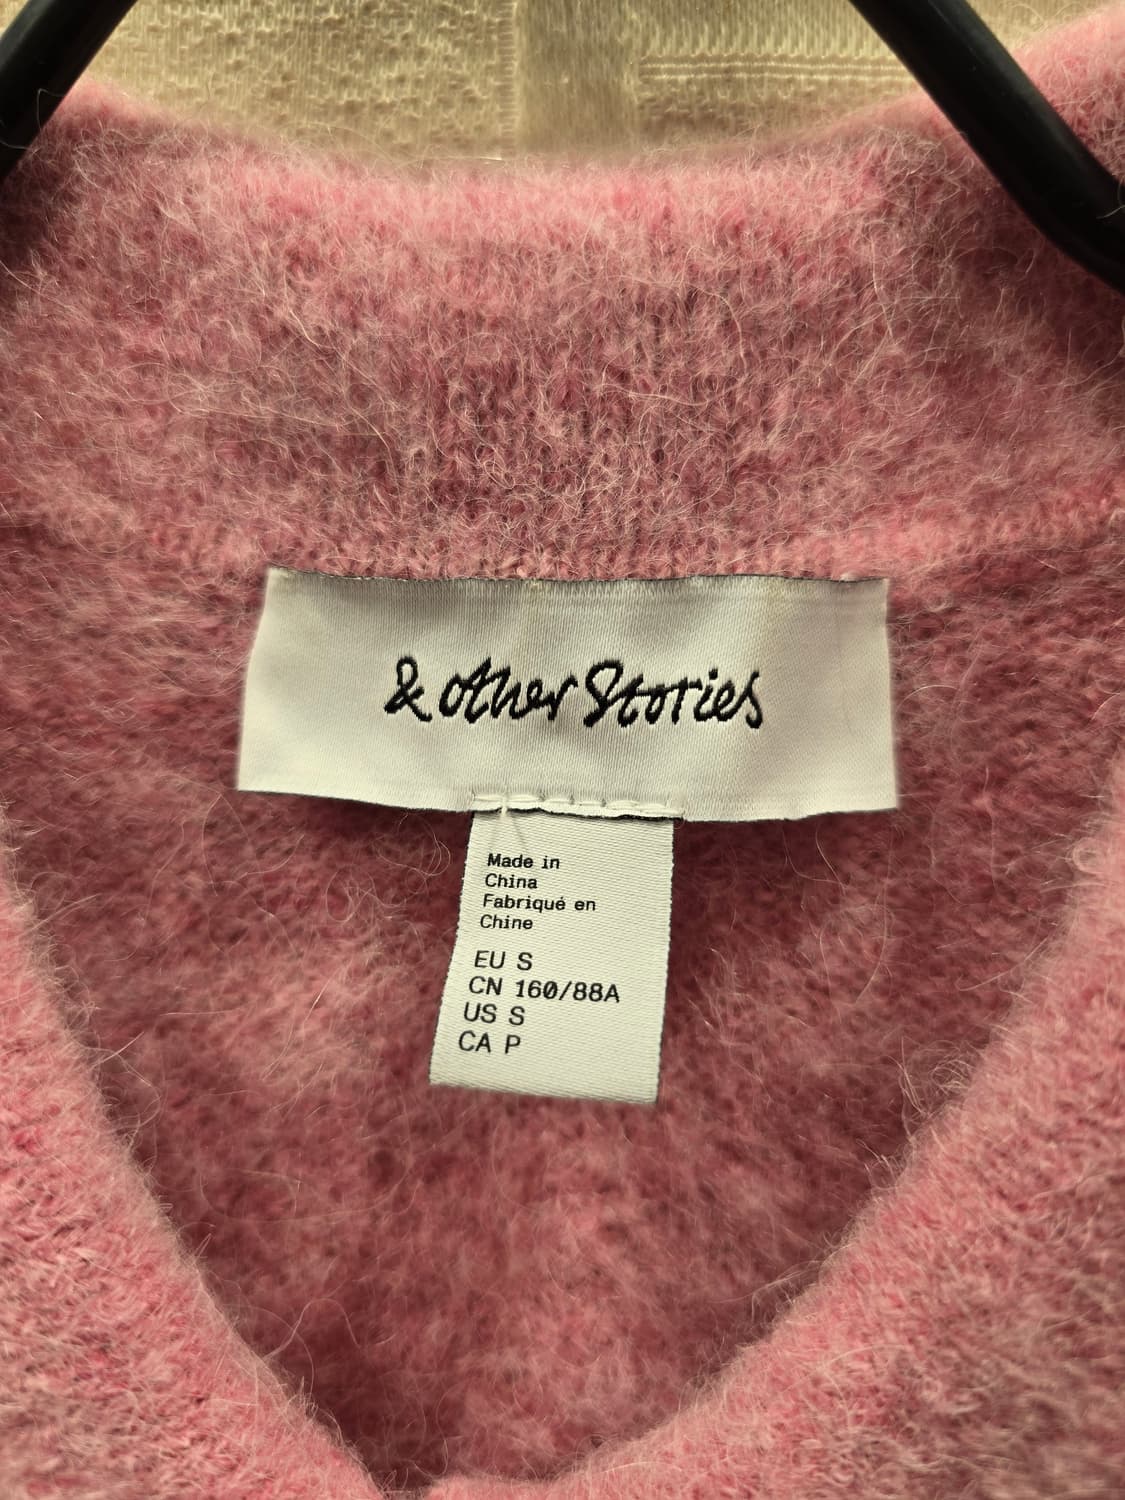 & other Stories
Made in
China
Fabriqué en
Chine
EU S
CN 160/88A
US S
CA P